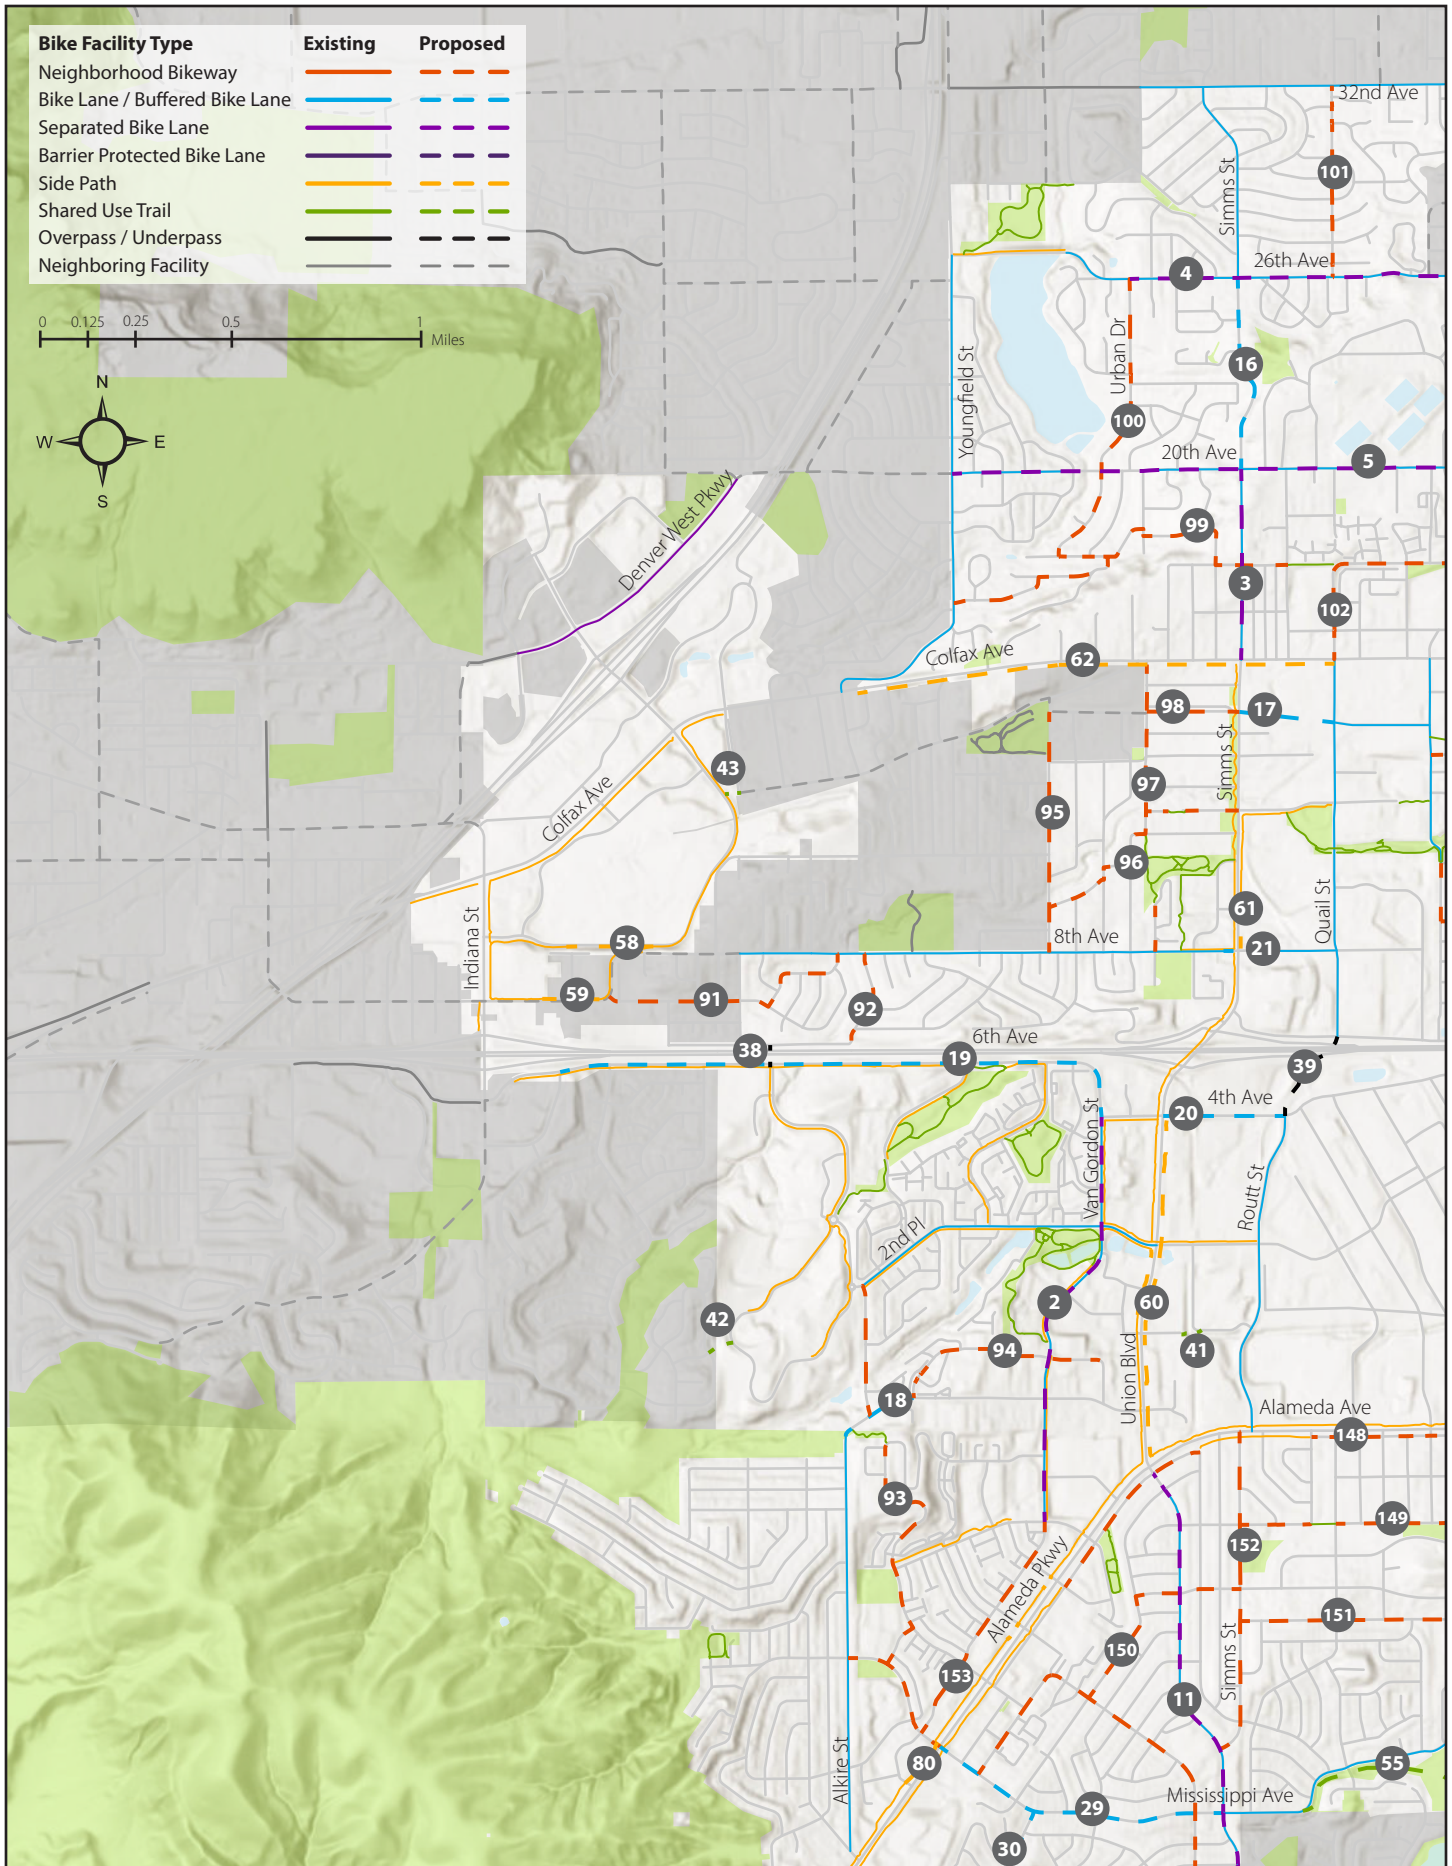 Bike Facility Type Existing Proposed
Neighborhood Bikeway
Bike Lane / Buffered Bike Lane
Separated Bike Lane
Barrier Protected Bike Lane
Side Path
Shared Use Trail
Overpass / Underpass
Neighboring Facility
0 0.125 0.25 0.5 1
Miles
N
W E
S
32nd Ave
101
Simms St
26th Ave
4
Urban Dr
16
Youngfield St
100
20th Ave
5
Denver West Pkwy
99
3
102
Colfax Ave
62
98
17
Simms St
43
97
Colfax Ave
95
96
Quail St
61
Indiana St
8th Ave
58
21
59
91
92
6th Ave
38
19
39
4th Ave
20
Van Gordon St
Routt St
2nd Pl
42
2
60
41
94
Union Blvd
18
Alameda Ave
148
93
149
152
Alameda Pkwy
151
150
Simms St
153
11
Alkire St
80
55
Mississippi Ave
29
30